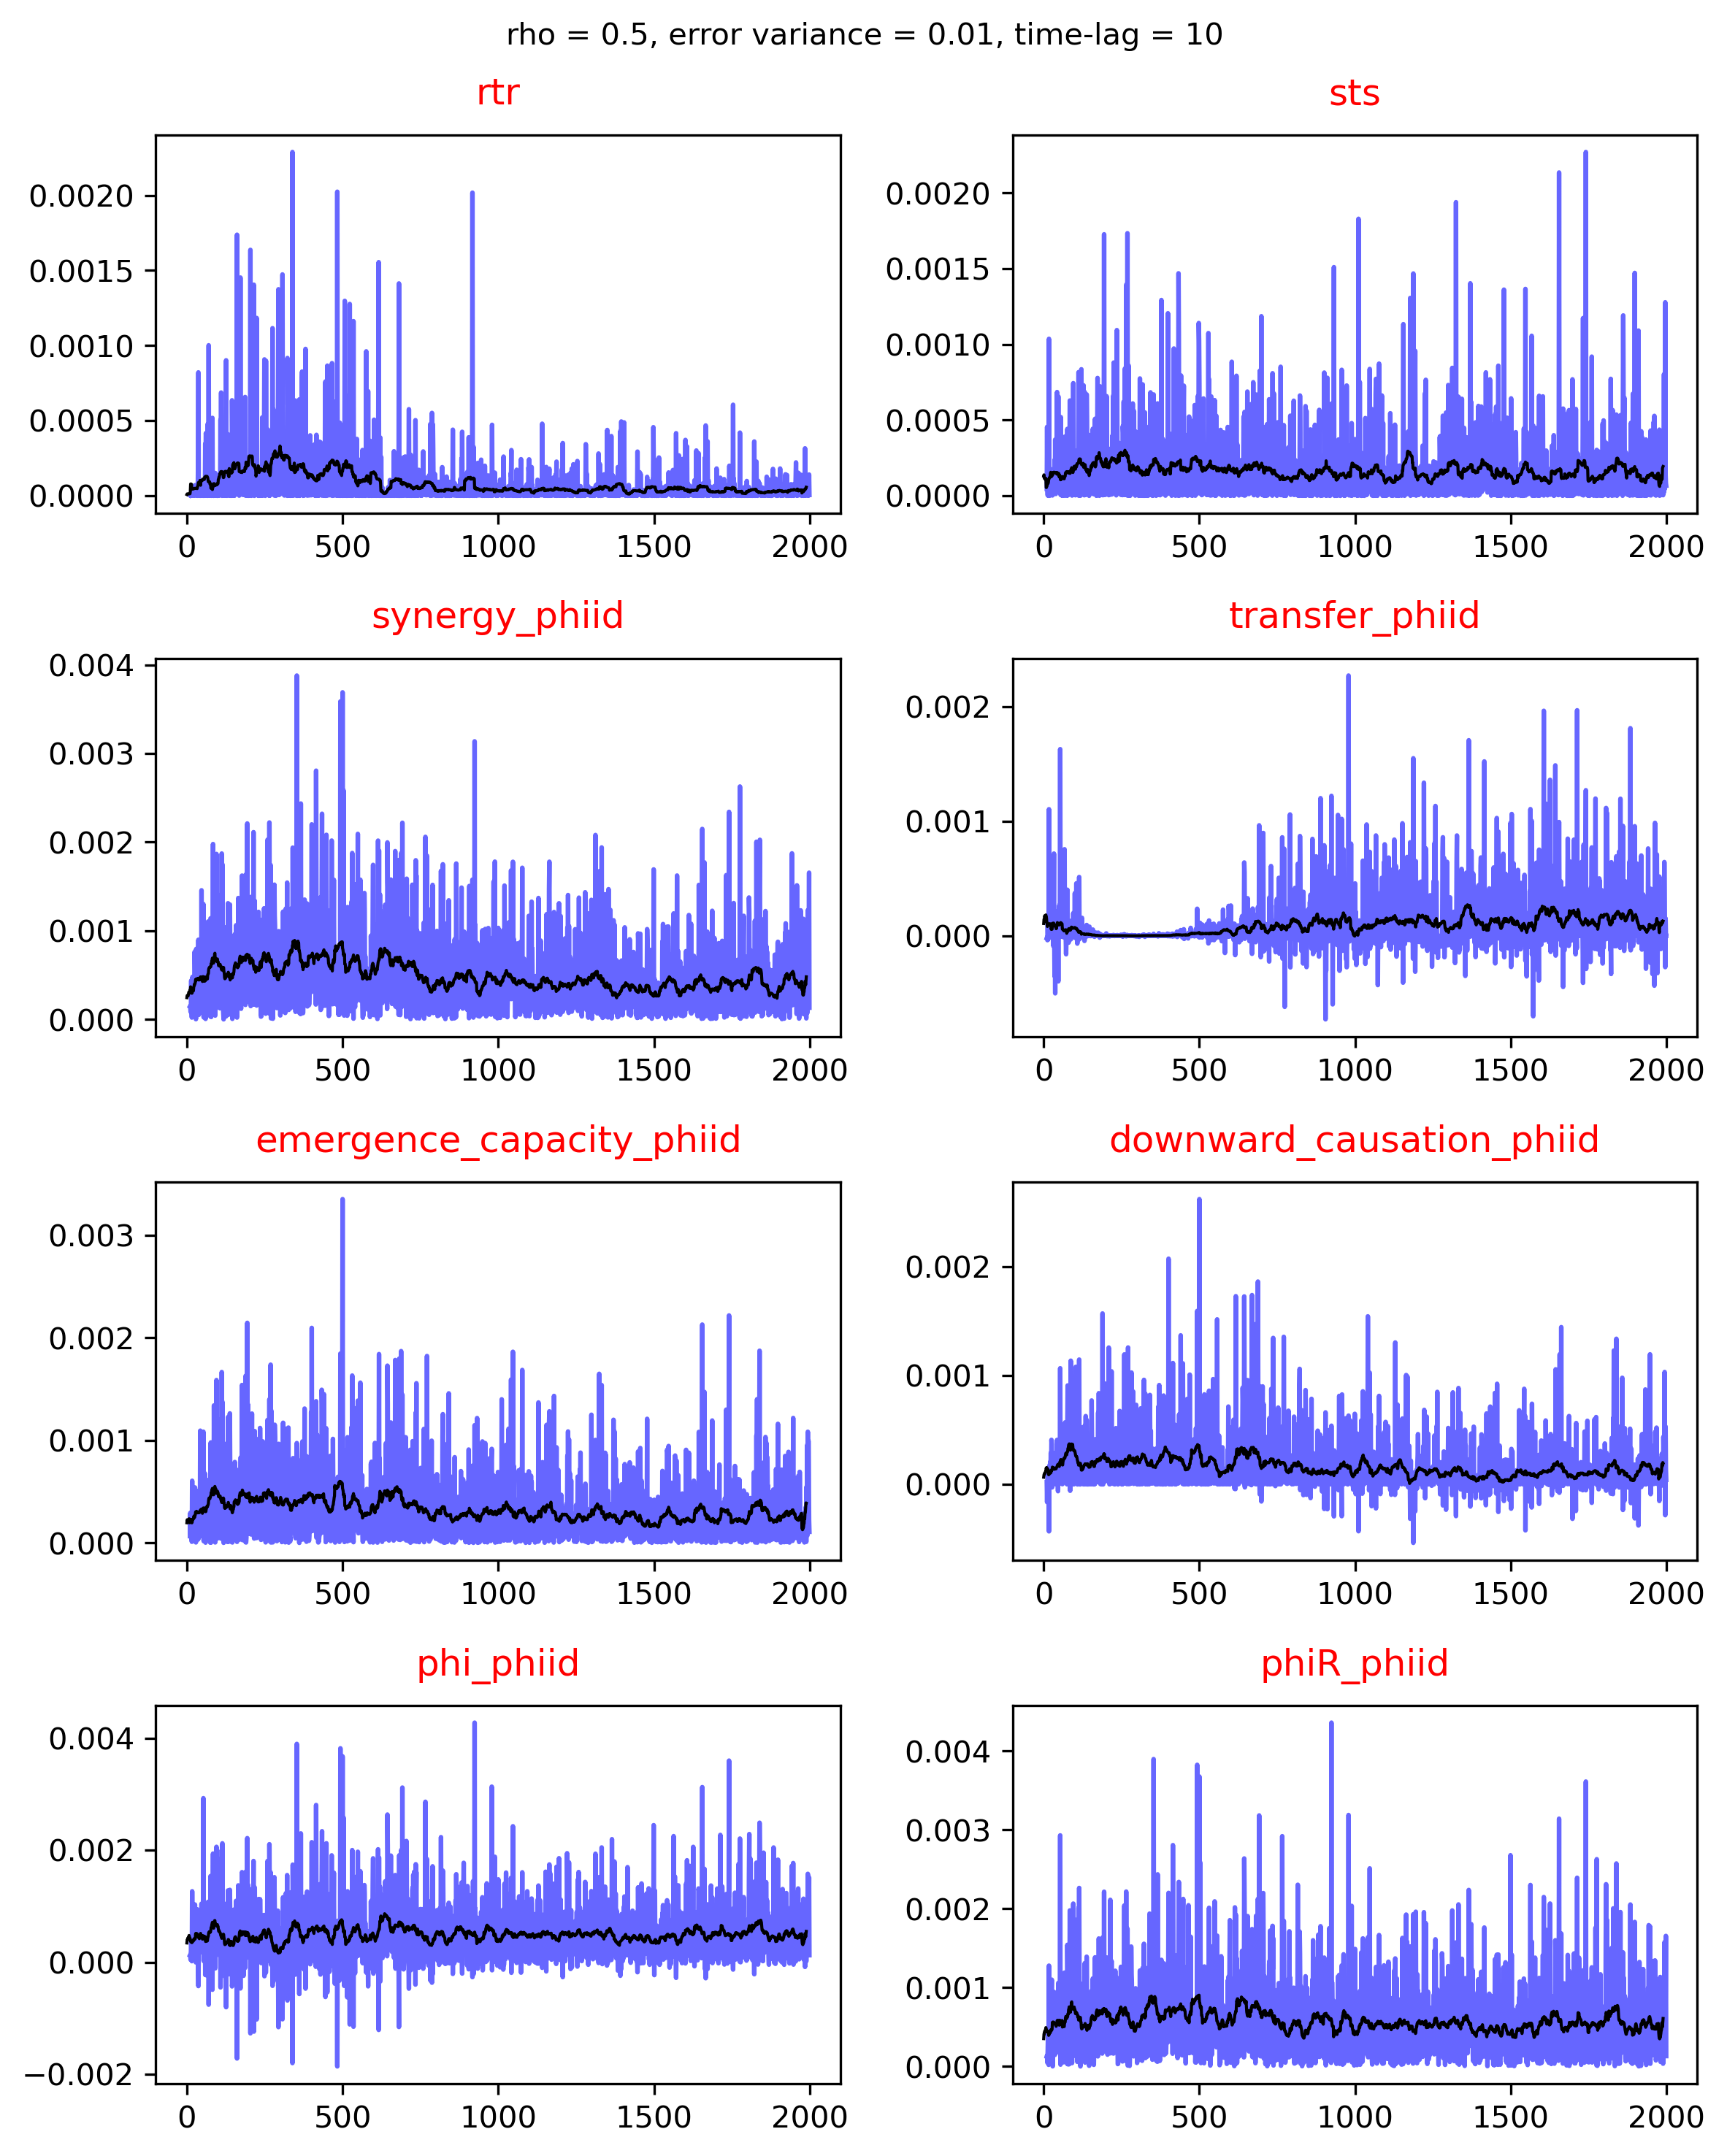 rho = 0.5, error variance = 0.01, time-lag = 10
rtr
0.0020
0.0015
0.0010
0.0005
0.0000
0 500 1000 1500 2000
sts
0.0020
0.0015
0.0010
0.0005
0.0000
0 500 1000 1500 2000
synergy_phiid
0.004
0.003
0.002
0.001
0.000
0 500 1000 1500 2000
transfer_phiid
0.002
0.001
0.000
0 500 1000 1500 2000
emergence_capacity_phiid
0.003
0.002
0.001
0.000
0 500 1000 1500 2000
downward_causation_phiid
0.002
0.001
0.000
0 500 1000 1500 2000
phi_phiid
0.004
0.002
0.000
−0.002
0 500 1000 1500 2000
phiR_phiid
0.004
0.003
0.002
0.001
0.000
0 500 1000 1500 2000